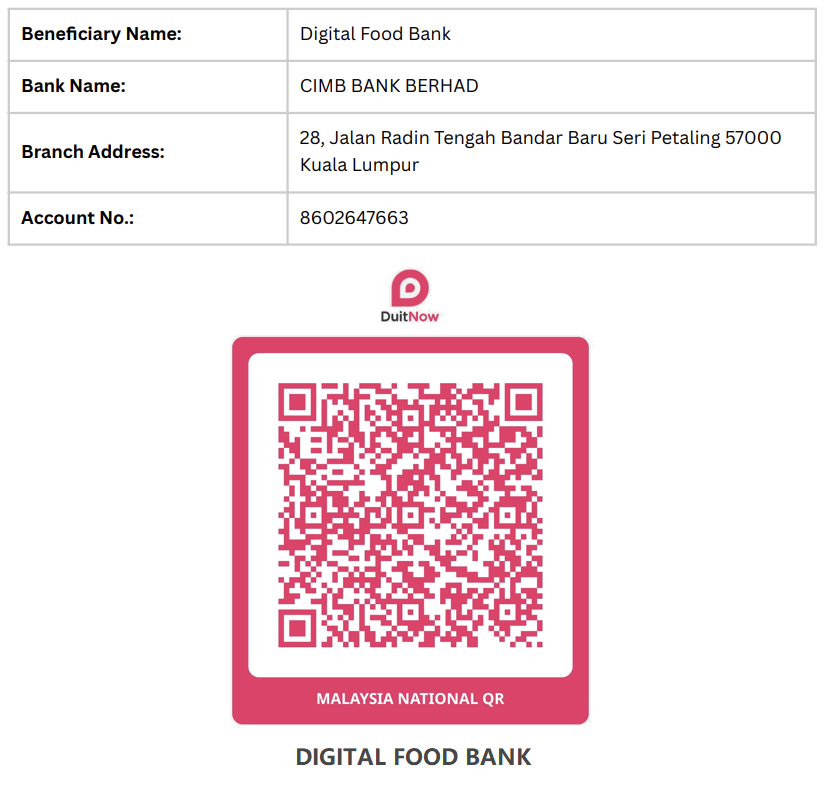 Beneficiary Name: Digital Food Bank
Bank Name: CIMB BANK BERHAD
Branch Address: 28, Jalan Radin Tengah Bandar Baru Seri Petaling 57000
Kuala Lumpur
Account No.: 8602647663
DuitNow
MALAYSIA NATIONAL QR
DIGITAL FOOD BANK